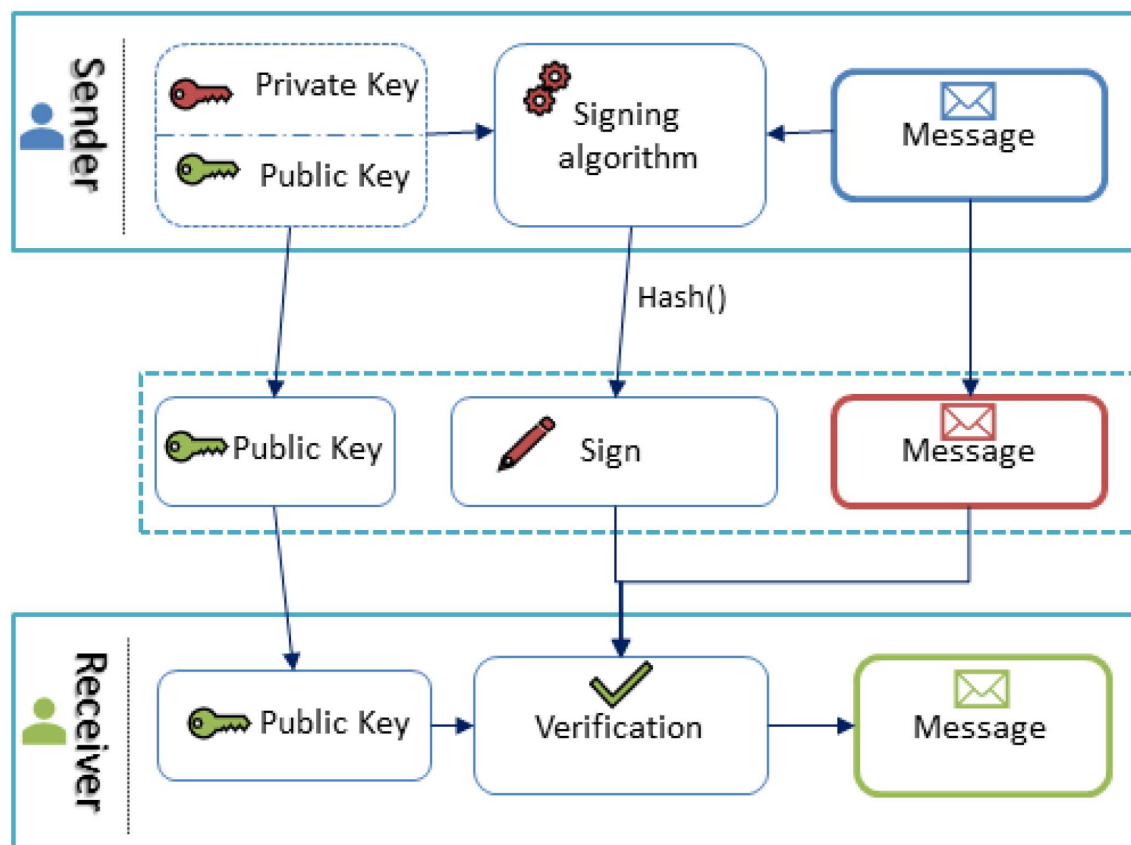 Sender
Private Key
Public Key
Signing
algorithm
Message
Hash()
Public Key
Sign
Message
Receiver
Public Key
Verification
Message